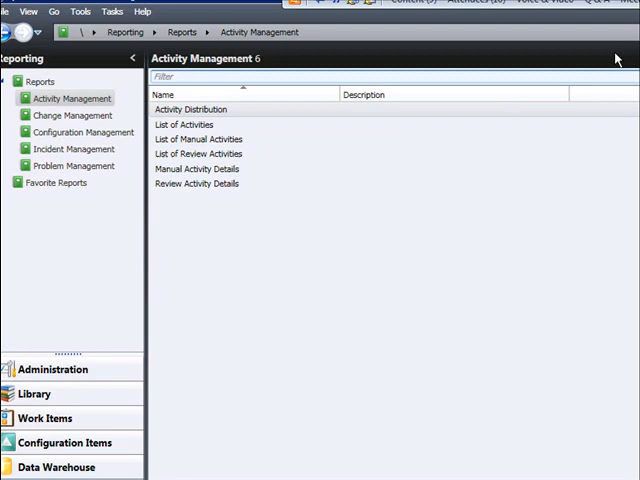 File View Go Tools Tasks Help
\ Reporting Reports Activity Management
Reporting
Reports
Activity Management
Change Management
Configuration Management
Incident Management
Problem Management
Favorite Reports
Administration
Library
Work Items
Configuration Items
Data Warehouse
Activity Management 6
Filter
Name Description
Activity Distribution
List of Activities
List of Manual Activities
List of Review Activities
Manual Activity Details
Review Activity Details